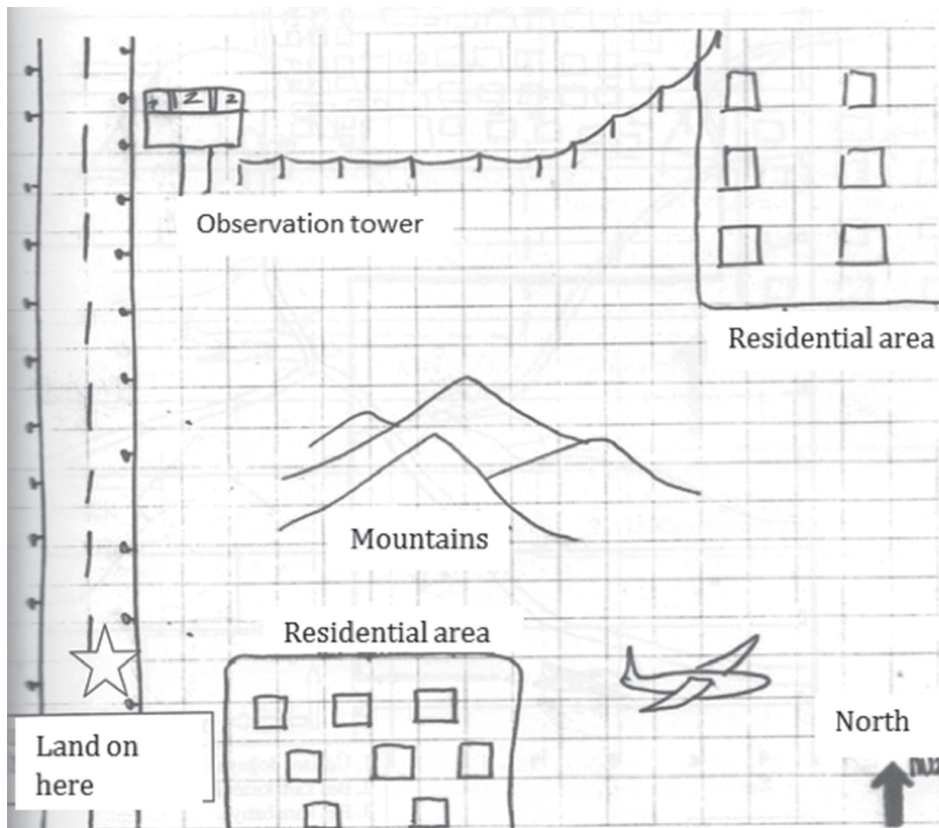 Observation tower
Residential area
Mountains
Residential area
North
Land on
here